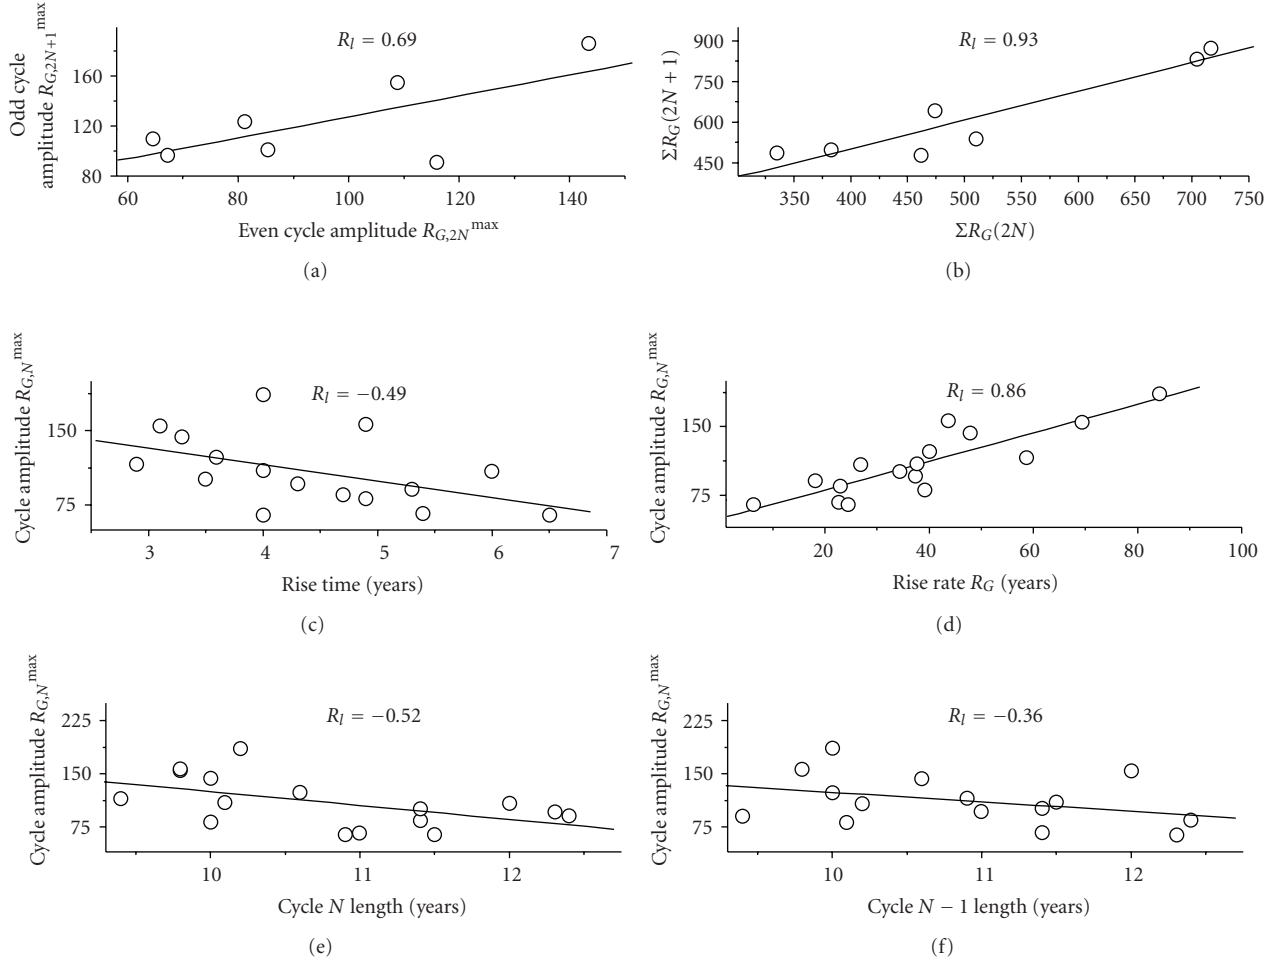 Odd cycle
amplitude R_{G,2N+1}^{max}
R_l = 0.69
160
120
80
60
80
100
120
140
Even cycle amplitude R_{G,2N}^{max}
(a)
ΣR_G(2N + 1)
R_l = 0.93
900
750
600
450
350
400
450
500
550
600
650
700
750
ΣR_G(2N)
(b)
Cycle amplitude R_{G,N}^{max}
R_l = −0.49
150
75
3
4
5
6
7
Rise time (years)
(c)
Cycle amplitude R_{G,N}^{max}
R_l = 0.86
150
75
20
40
60
80
100
Rise rate R_G (years)
(d)
Cycle amplitude R_{G,N}^{max}
R_l = −0.52
225
150
75
10
11
12
Cycle N length (years)
(e)
Cycle amplitude R_{G,N}^{max}
R_l = −0.36
225
150
75
10
11
12
Cycle N − 1 length (years)
(f)